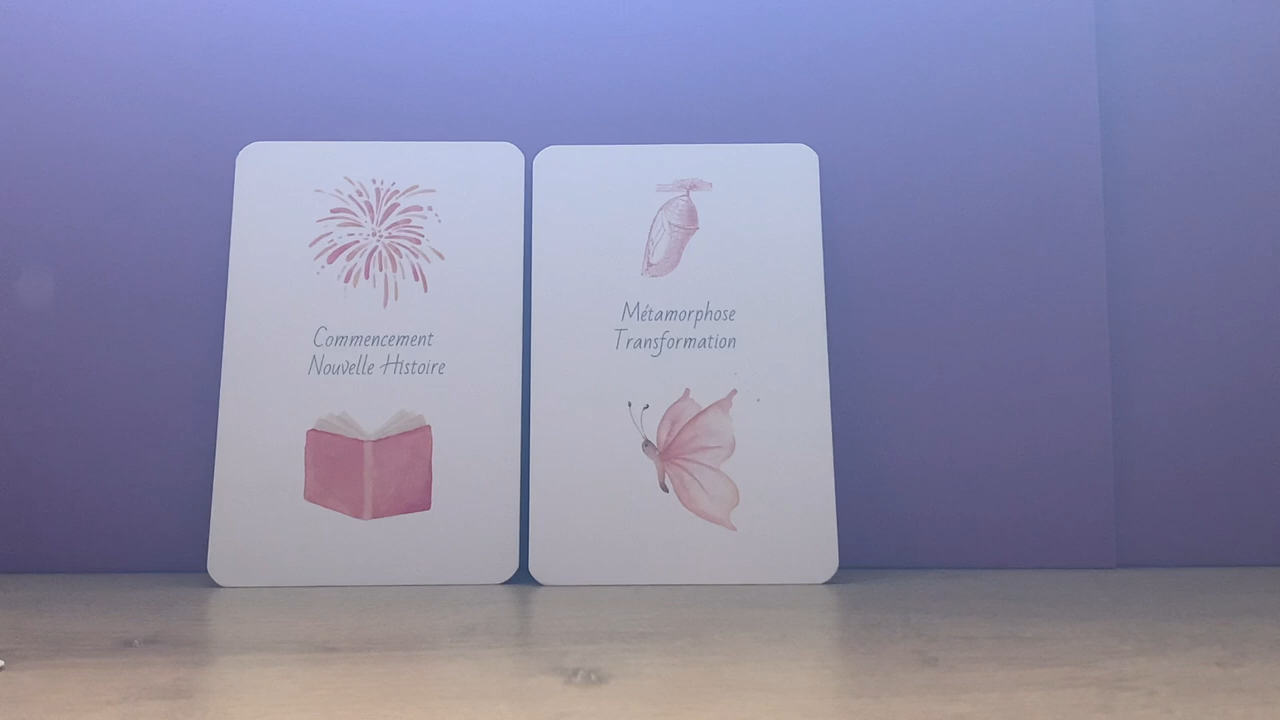 Commencement
Nouvelle Histoire
Métamorphose
Transformation